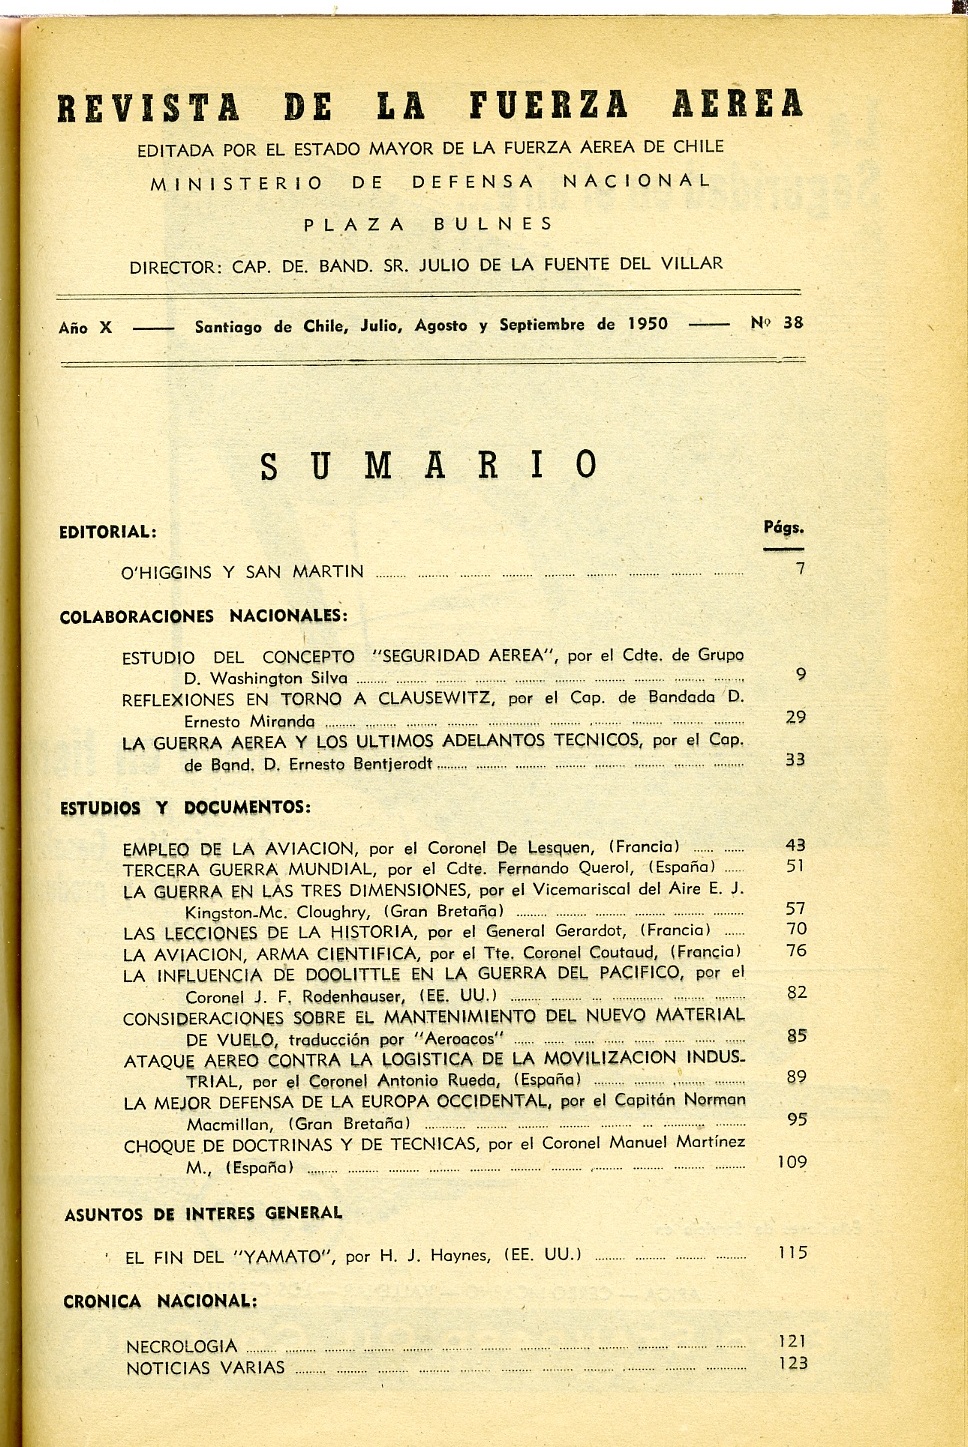 REVISTA DE LA FUERZA AEREA
EDITADA POR EL ESTADO MAYOR DE LA FUERZA AEREA DE CHILE
MINISTERIO DE DEFENSA NACIONAL
PLAZA BULNES
DIRECTOR: CAP. DE. BAND. SR. JULIO DE LA FUENTE DEL VILLAR
Año X —— Santiago de Chile, Julio, Agosto y Septiembre de 1950 —— Nº 38
SUMARIO
EDITORIAL: Págs.
O'HIGGINS Y SAN MARTIN ........ 7
COLABORACIONES NACIONALES:
ESTUDIO DEL CONCEPTO "SEGURIDAD AEREA", por el Cdte. de Grupo
D. Washington Silva ........ 9
REFLEXIONES EN TORNO A CLAUSEWITZ, por el Cap. de Bandada D.
Ernesto Miranda ........ 29
LA GUERRA AEREA Y LOS ULTIMOS ADELANTOS TECNICOS, por el Cap.
de Band. D. Ernesto Bentjerodt ........ 33
ESTUDIOS Y DOCUMENTOS:
EMPLEO DE LA AVIACION, por el Coronel De Lesquen, (Francia) ........ 43
TERCERA GUERRA MUNDIAL, por el Cdte. Fernando Querol, (España) ..... 51
LA GUERRA EN LAS TRES DIMENSIONES, por el Vicemariscal del Aire E. J.
Kingston-Mc. Cloughry, (Gran Bretaña) ........ 57
LAS LECCIONES DE LA HISTORIA, por el General Gerardot, (Francia) ..... 70
LA AVIACION, ARMA CIENTIFICA, por el Tte. Coronel Coutaud, (Francia) 76
LA INFLUENCIA DE DOOLITTLE EN LA GUERRA DEL PACIFICO, por el
Coronel J. F. Rodenhauser, (EE. UU.) ........ 82
CONSIDERACIONES SOBRE EL MANTENIMIENTO DEL NUEVO MATERIAL
DE VUELO, traducción por "Aeroacos" ........ 85
ATAQUE AEREO CONTRA LA LOGISTICA DE LA MOVILIZACION INDUS-
TRIAL, por el Coronel Antonio Rueda, (España) ........ 89
LA MEJOR DEFENSA DE LA EUROPA OCCIDENTAL, por el Capitán Norman
Macmillan, (Gran Bretaña) ........ 95
CHOQUE DE DOCTRINAS Y DE TECNICAS, por el Coronel Manuel Martínez
M., (España) ........ 109
ASUNTOS DE INTERES GENERAL
EL FIN DEL "YAMATO", por H. J. Haynes, (EE. UU.) ........ 115
CRONICA NACIONAL:
NECROLOGIA ........ 121
NOTICIAS VARIAS ........ 123